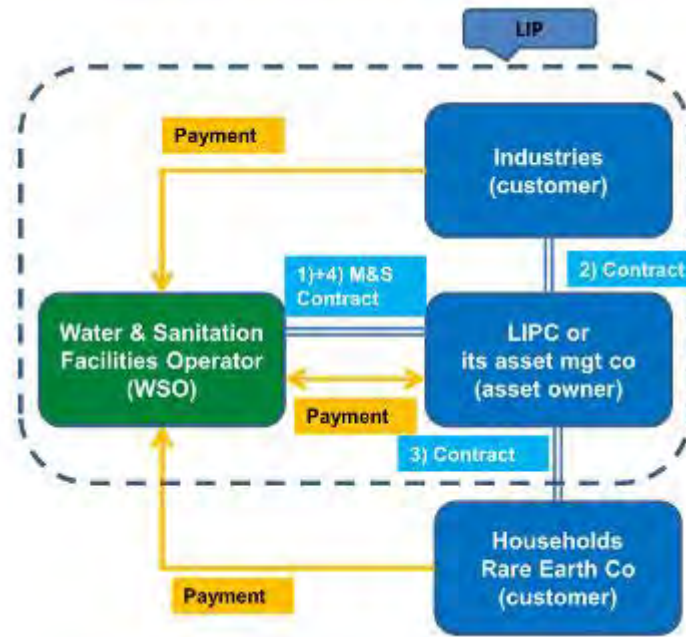 LIP
Payment
Industries
(customer)
1)+4) M&S
Contract
2) Contract
Water & Sanitation
Facilities Operator
(WSO)
LIPC or
its asset mgt co
(asset owner)
Payment
3) Contract
Households
Rare Earth Co
(customer)
Payment